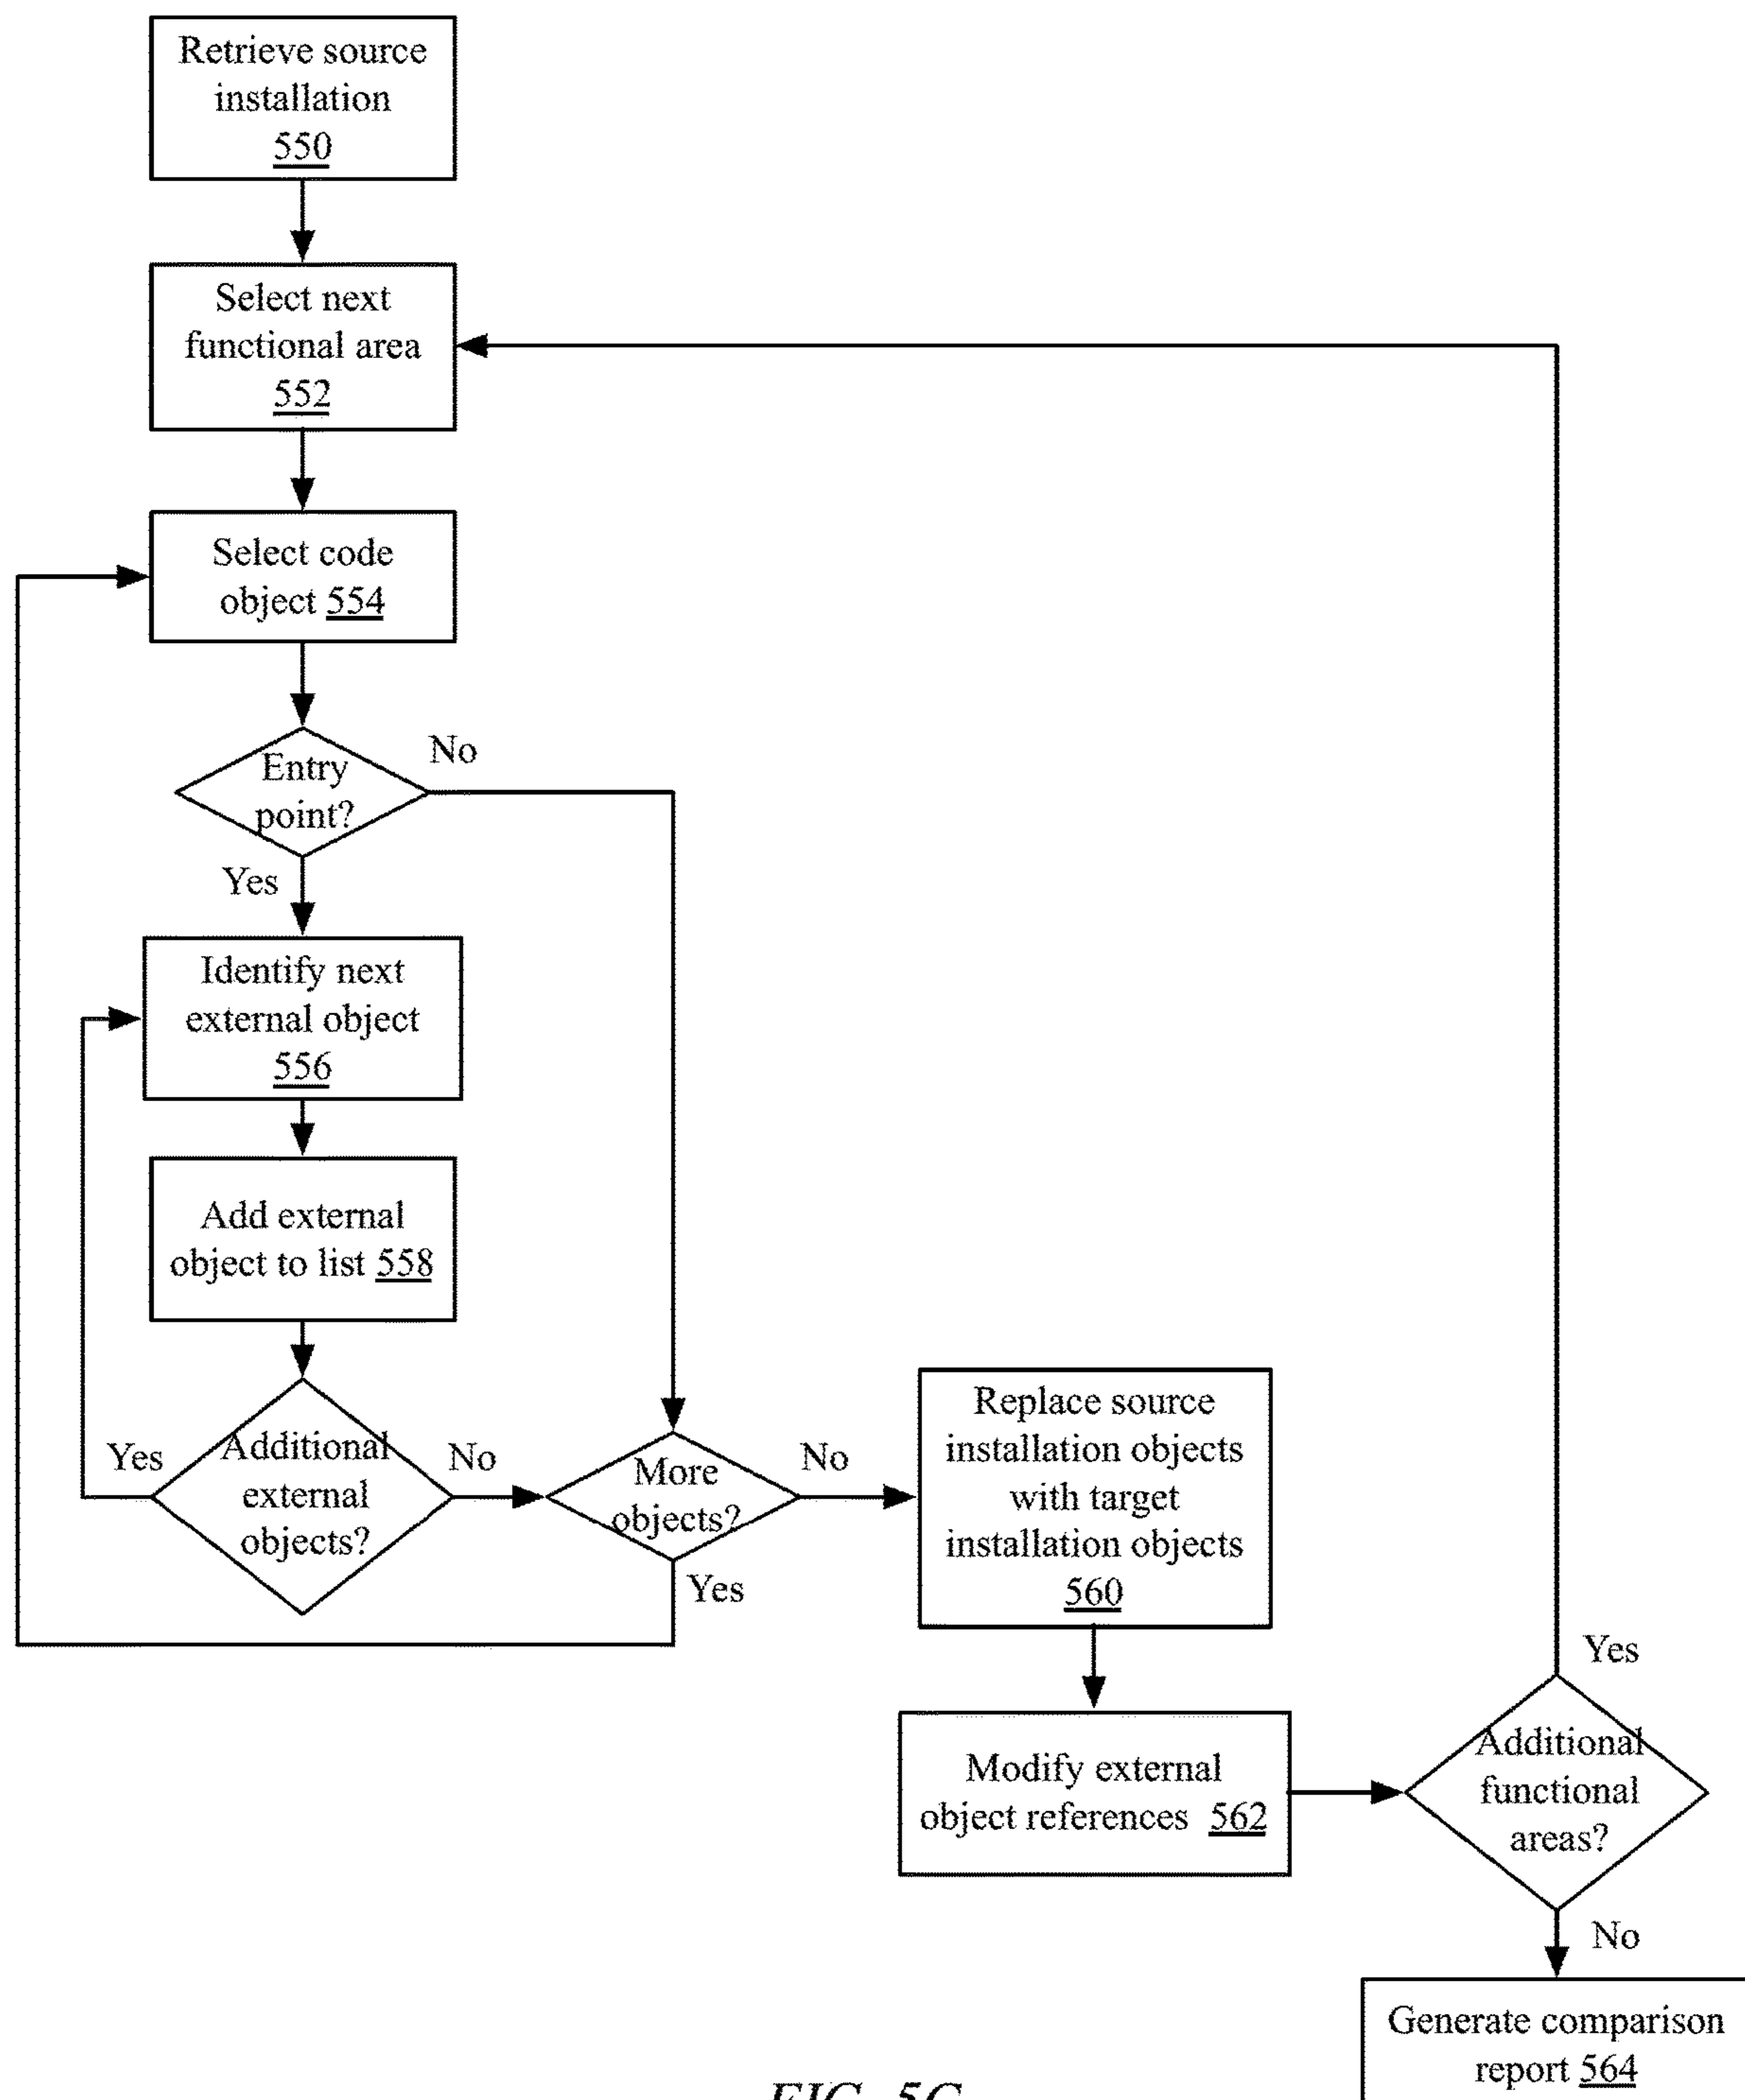 Retrieve source
installation
550
Select next
functional area
552
Select code
object 554
Entry
point?
No
Yes
Identify next
external object
556
Add external
object to list 558
Additional
external
objects?
Yes
No
More
objects?
No
Yes
Replace source
installation objects
with target
installation objects
560
Modify external
object references 562
Additional
functional
areas?
Yes
No
Generate comparison
report 564
FIG. 5C